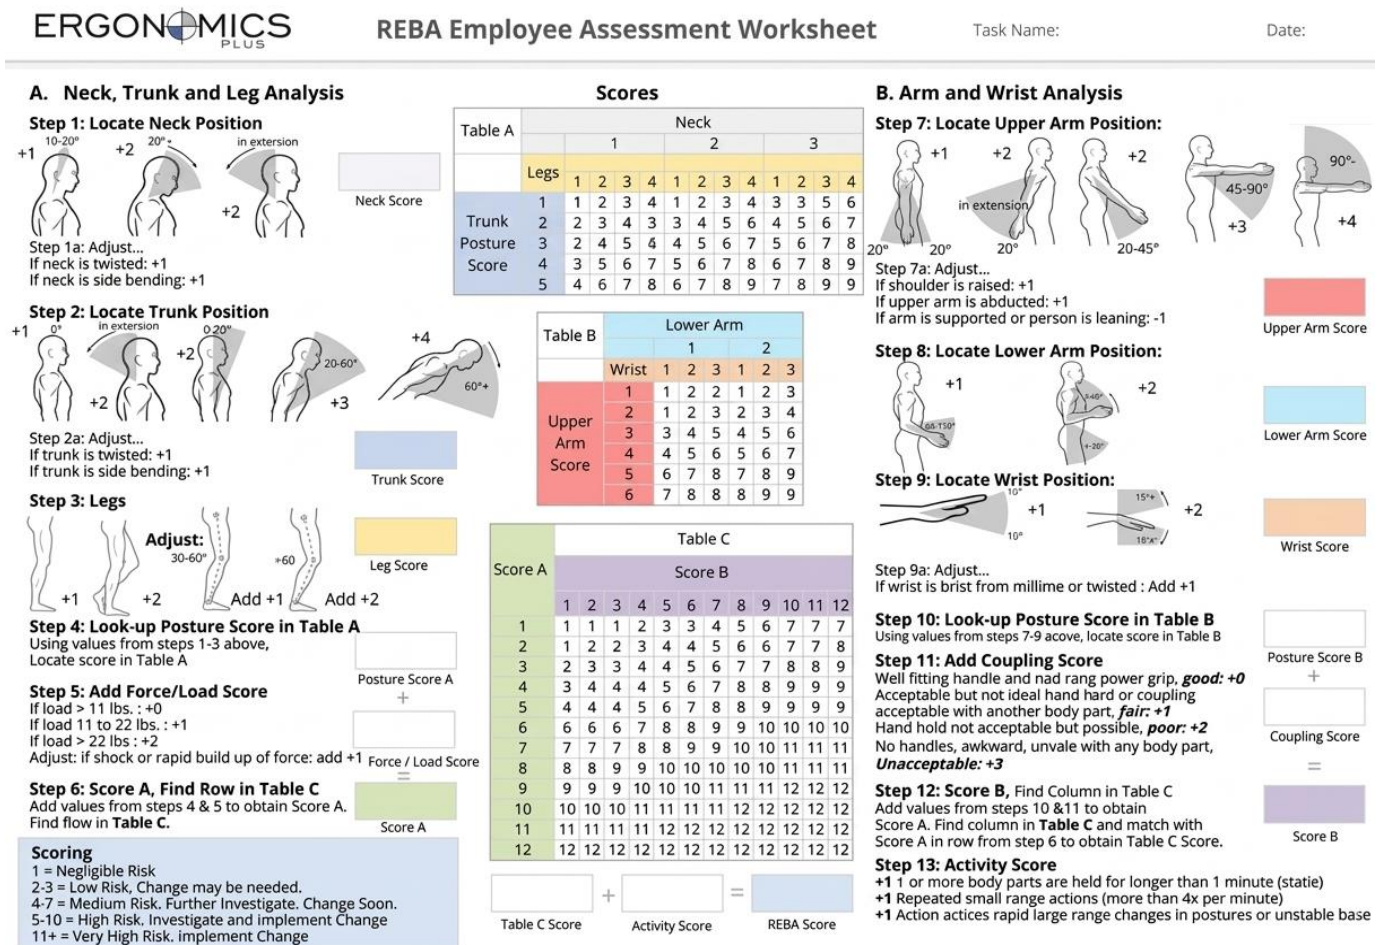 ERGONOMICS
PLUS
REBA Employee Assessment Worksheet
Task Name:
Date:
A. Neck, Trunk and Leg Analysis
Step 1: Locate Neck Position
+1
10-20°
+2
20°
in extension
+2
Neck Score
Step 1a: Adjust...
If neck is twisted: +1
If neck is side bending: +1
Step 2: Locate Trunk Position
+1
0°
in extension
+2
0-20°
+2
20-60°
+3
+4
60°+
Step 2a: Adjust...
If trunk is twisted: +1
If trunk is side bending: +1
Trunk Score
Step 3: Legs
+1
+2
Adjust:
30-60°
Add +1
+60
Add +2
Leg Score
Step 4: Look-up Posture Score in Table A
Using values from steps 1-3 above,
Locate score in Table A
Posture Score A
+
Step 5: Add Force/Load Score
If load > 11 lbs. : +0
If load 11 to 22 lbs. : +1
If load > 22 lbs : +2
Adjust: if shock or rapid build up of force: add +1
Force / Load Score
=
Step 6: Score A, Find Row in Table C
Add values from steps 4 & 5 to obtain Score A.
Find flow in Table C.
Score A
Scoring
1 = Negligible Risk
2-3 = Low Risk, Change may be needed.
4-7 = Medium Risk. Further Investigate. Change Soon.
5-10 = High Risk. Investigate and implement Change
11+ = Very High Risk. implement Change
Scores
Table A
Neck
1 2 3
Legs
1 2 3 4 1 2 3 4 1 2 3 4
Trunk Posture Score
1 1 2 3 4 1 2 3 4 3 3 5 6
2 2 3 4 3 3 4 5 6 4 5 6 7
3 2 4 5 4 4 5 6 7 5 6 7 8
4 3 5 6 7 5 6 7 8 6 7 8 9
5 4 6 7 8 6 7 8 9 7 8 9 9
Table B
Lower Arm
1 2
Wrist 1 2 3 1 2 3
Upper Arm Score
1 1 2 2 1 2 3
2 1 2 3 2 3 4
3 3 4 5 4 5 6
4 4 5 6 5 6 7
5 6 7 8 7 8 9
6 7 8 8 8 9 9
Table C
Score A
Score B
1 2 3 4 5 6 7 8 9 10 11 12
1 1 1 1 2 3 3 4 5 6 7 7 7
2 1 2 2 3 4 4 5 6 6 7 7 8
3 2 3 3 4 4 5 6 7 7 8 8 9
4 3 4 4 4 5 6 7 8 8 9 9 9
5 4 4 4 5 6 7 8 8 9 9 9 9
6 6 6 6 7 8 8 9 9 10 10 10 10
7 7 7 7 8 8 9 9 10 10 11 11 11
8 8 8 9 9 10 10 10 10 10 11 11 11
9 9 9 9 10 10 10 11 11 11 12 12 12
10 10 10 10 11 11 11 11 12 12 12 12 12
11 11 11 11 11 12 12 12 12 12 12 12 12
12 12 12 12 12 12 12 12 12 12 12 12 12
Table C Score
+
Activity Score
=
REBA Score
B. Arm and Wrist Analysis
Step 7: Locate Upper Arm Position:
+1
20° 20°
+2
in extension
20°
+2
20-45°
45-90°
+3
90°-
+4
Step 7a: Adjust...
If shoulder is raised: +1
If upper arm is abducted: +1
If arm is supported or person is leaning: -1
Upper Arm Score
Step 8: Locate Lower Arm Position:
+1
+2
Lower Arm Score
Step 9: Locate Wrist Position:
10°
10°
+1
15°+
+2
Wrist Score
Step 9a: Adjust...
If wrist is brist from millime or twisted : Add +1
Step 10: Look-up Posture Score in Table B
Using values from steps 7-9 acove, locate score in Table B
Posture Score B
+
Step 11: Add Coupling Score
Well fitting handle and nad rang power grip, good: +0
Acceptable but not ideal hand hard or coupling
acceptable with another body part, fair: +1
Hand hold not acceptable but possible, poor: +2
No handles, awkward, unvale with any body part,
Unacceptable: +3
Coupling Score
=
Step 12: Score B, Find Column in Table C
Add values from steps 10 &11 to obtain
Score A. Find column in Table C and match with
Score A in row from step 6 to obtain Table C Score.
Score B
Step 13: Activity Score
+1 1 or more body parts are held for longer than 1 minute (statie)
+1 Repeated small range actions (more than 4x per minute)
+1 Action actices rapid large range changes in postures or unstable base